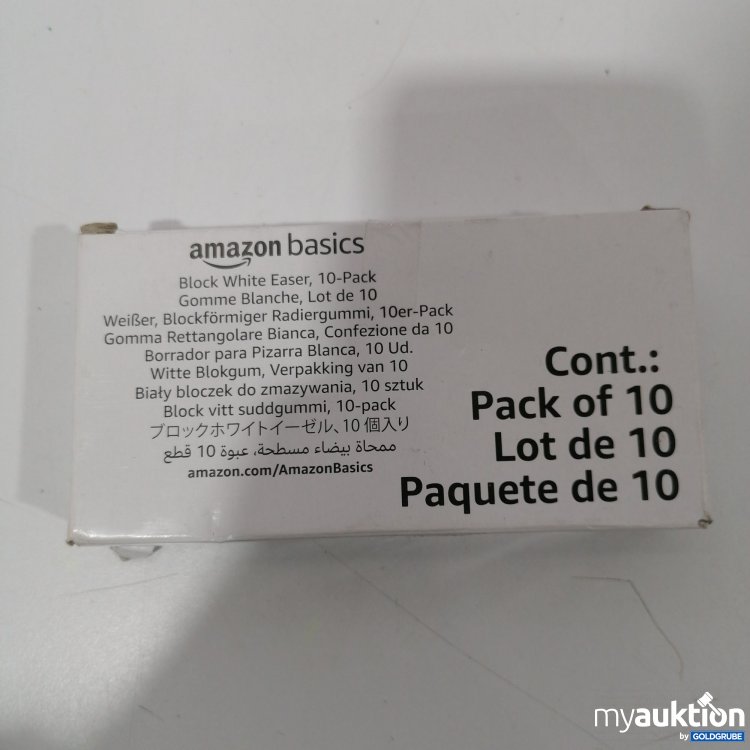 amazon basics
Block White Easer, 10-Pack
Gomme Blanche, Lot de 10
Weißer, Blockförmiger Radiergummi, 10er-Pack
Gomma Rettangolare Bianca, Confezione da 10
Borrador para Pizarra Blanca, 10 Ud.
Witte Blokgum, Verpakking van 10
Biały bloczek do zmazywania, 10 sztuk
Block vitt suddgummi, 10-pack
ブロックホワイトイーゼル、10 個入り
ممحاة بيضاء مسطحة، عبوة 10 قطع
amazon.com/AmazonBasics
Cont.:
Pack of 10
Lot de 10
Paquete de 10
myauktion
by GOLDGRUBE